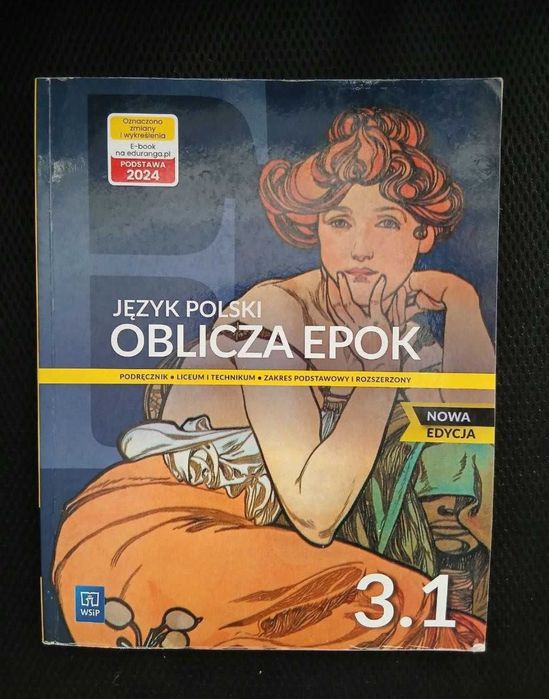 Oznaczono
zmiany
i wykreślenia
E-book
na eduranga.pl
PODSTAWA
2024
JĘZYK POLSKI
OBLICZA EPOK
PODRĘCZNIK • LICEUM I TECHNIKUM • ZAKRES PODSTAWOWY I ROZSZERZONY
NOWA
EDYCJA
WSiP
3.1